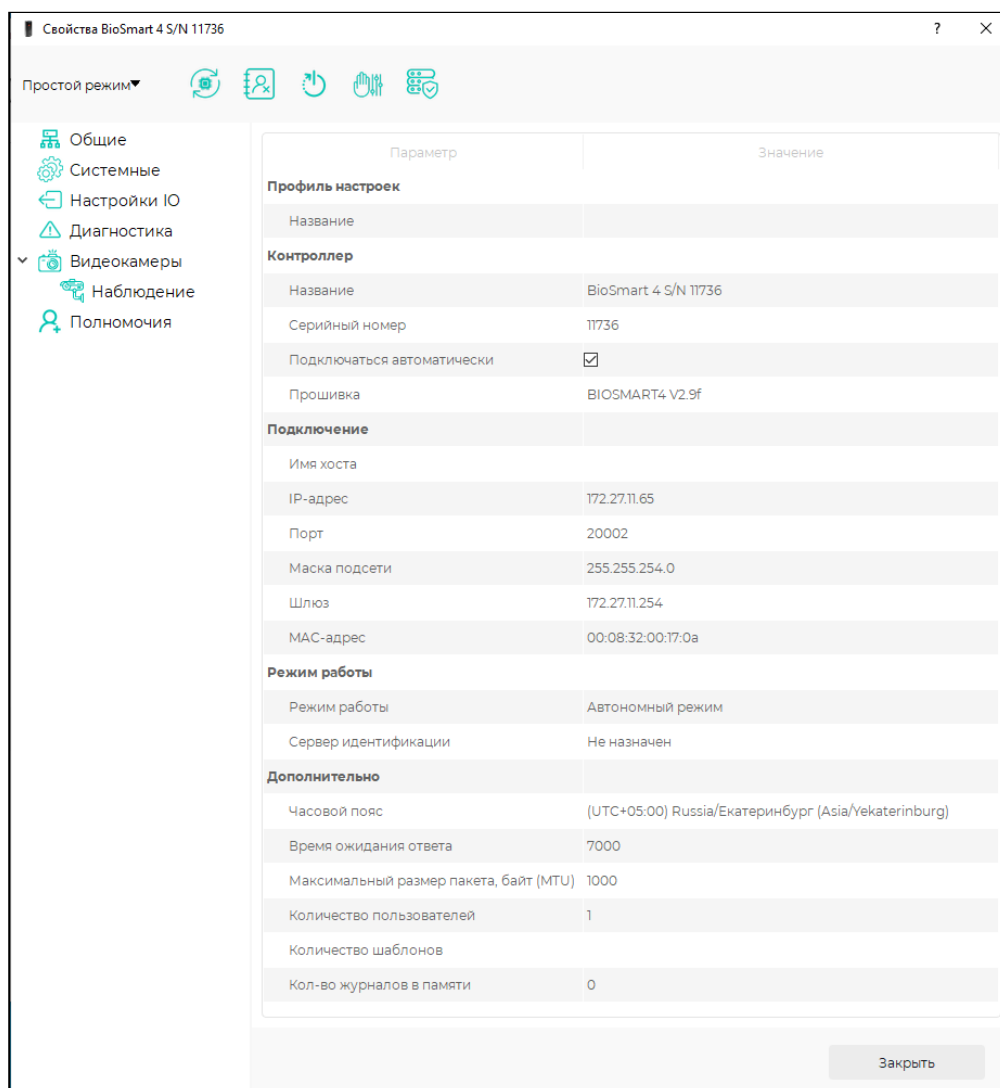 Свойства BioSmart 4 S/N 11736
Простой режим
Общие
Системные
Настройки IO
Диагностика
Видеокамеры
Наблюдение
Полномочия
Параметр Значение
Профиль настроек
Название
Контроллер
Название BioSmart 4 S/N 11736
Серийный номер 11736
Подключаться автоматически
Прошивка BIOSMART4 V2.9f
Подключение
Имя хоста
IP-адрес 172.27.11.65
Порт 20002
Маска подсети 255.255.254.0
Шлюз 172.27.11.254
MAC-адрес 00:08:32:00:17:0a
Режим работы
Режим работы Автономный режим
Сервер идентификации Не назначен
Дополнительно
Часовой пояс (UTC+05:00) Russia/Екатеринбург (Asia/Yekaterinburg)
Время ожидания ответа 7000
Максимальный размер пакета, байт (MTU) 1000
Количество пользователей 1
Количество шаблонов
Кол-во журналов в памяти 0
Закрыть